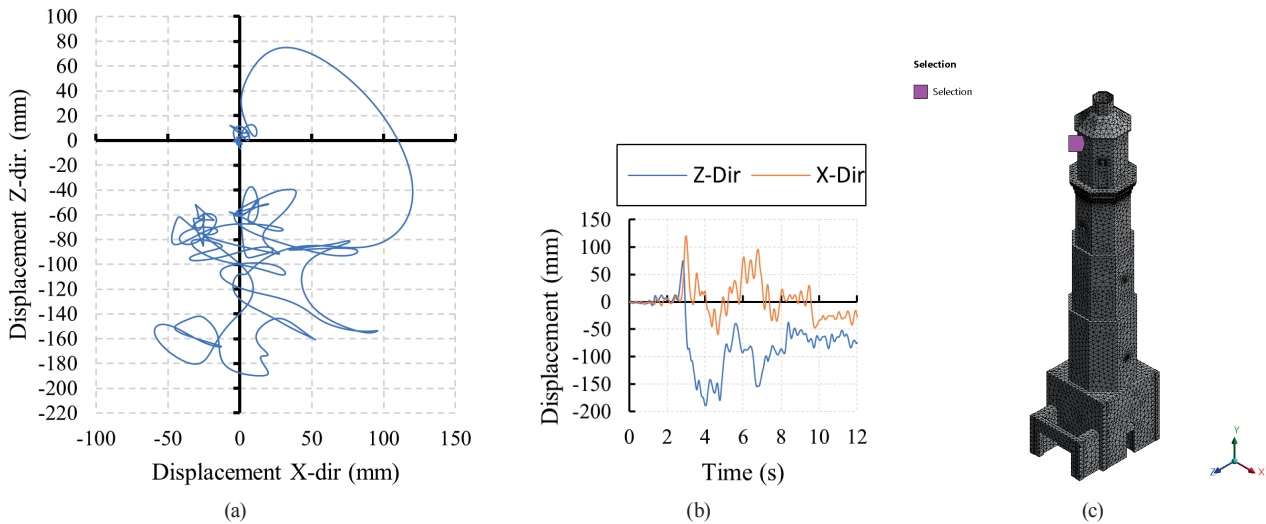 100
80
60
40
20
0
-20
-40
-60
-80
-100
-120
-140
-160
-180
-200
-220
-100 -50 0 50 100 150
Displacement Z-dir. (mm)
Displacement X-dir (mm)
(a)
Z-Dir X-Dir
150
100
50
0
-50
-100
-150
-200
0 2 4 6 8 10 12
Displacement (mm)
Time (s)
(b)
Selection
Selection
Y
Z X
(c)